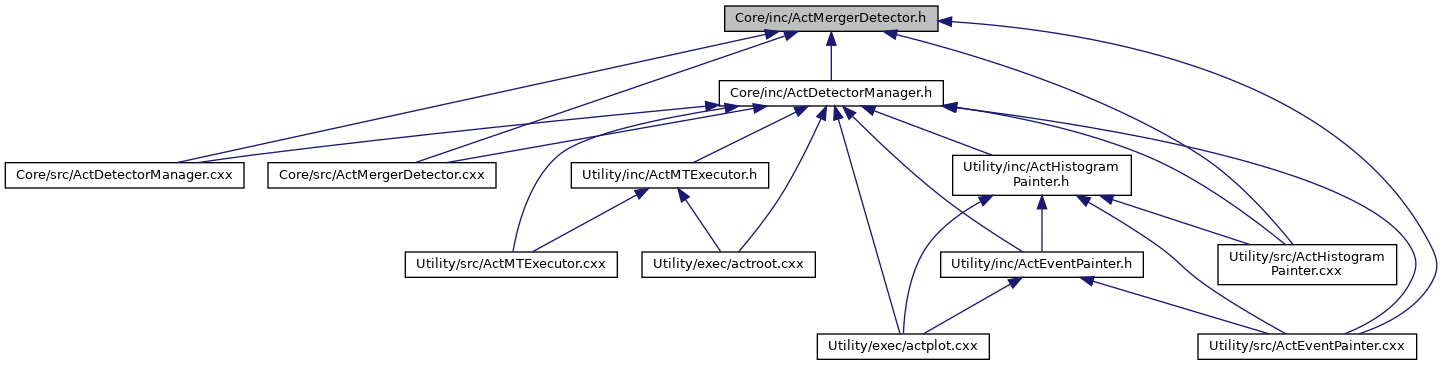 Core/inc/ActMergerDetector.h
Core/inc/ActDetectorManager.h
Core/src/ActDetectorManager.cxx
Core/src/ActMergerDetector.cxx
Utility/inc/ActMTExecutor.h
Utility/inc/ActHistogram
Painter.h
Utility/src/ActMTExecutor.cxx
Utility/exec/actroot.cxx
Utility/inc/ActEventPainter.h
Utility/src/ActHistogram
Painter.cxx
Utility/exec/actplot.cxx
Utility/src/ActEventPainter.cxx